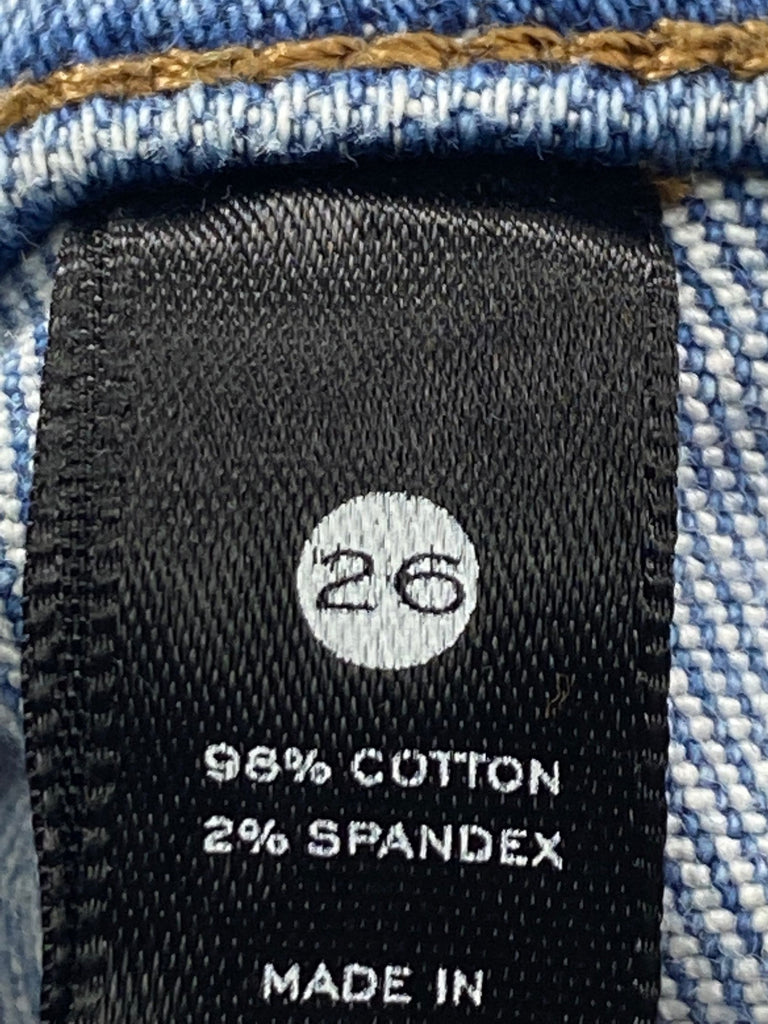 26
98% COTTON
2% SPANDEX
MADE IN